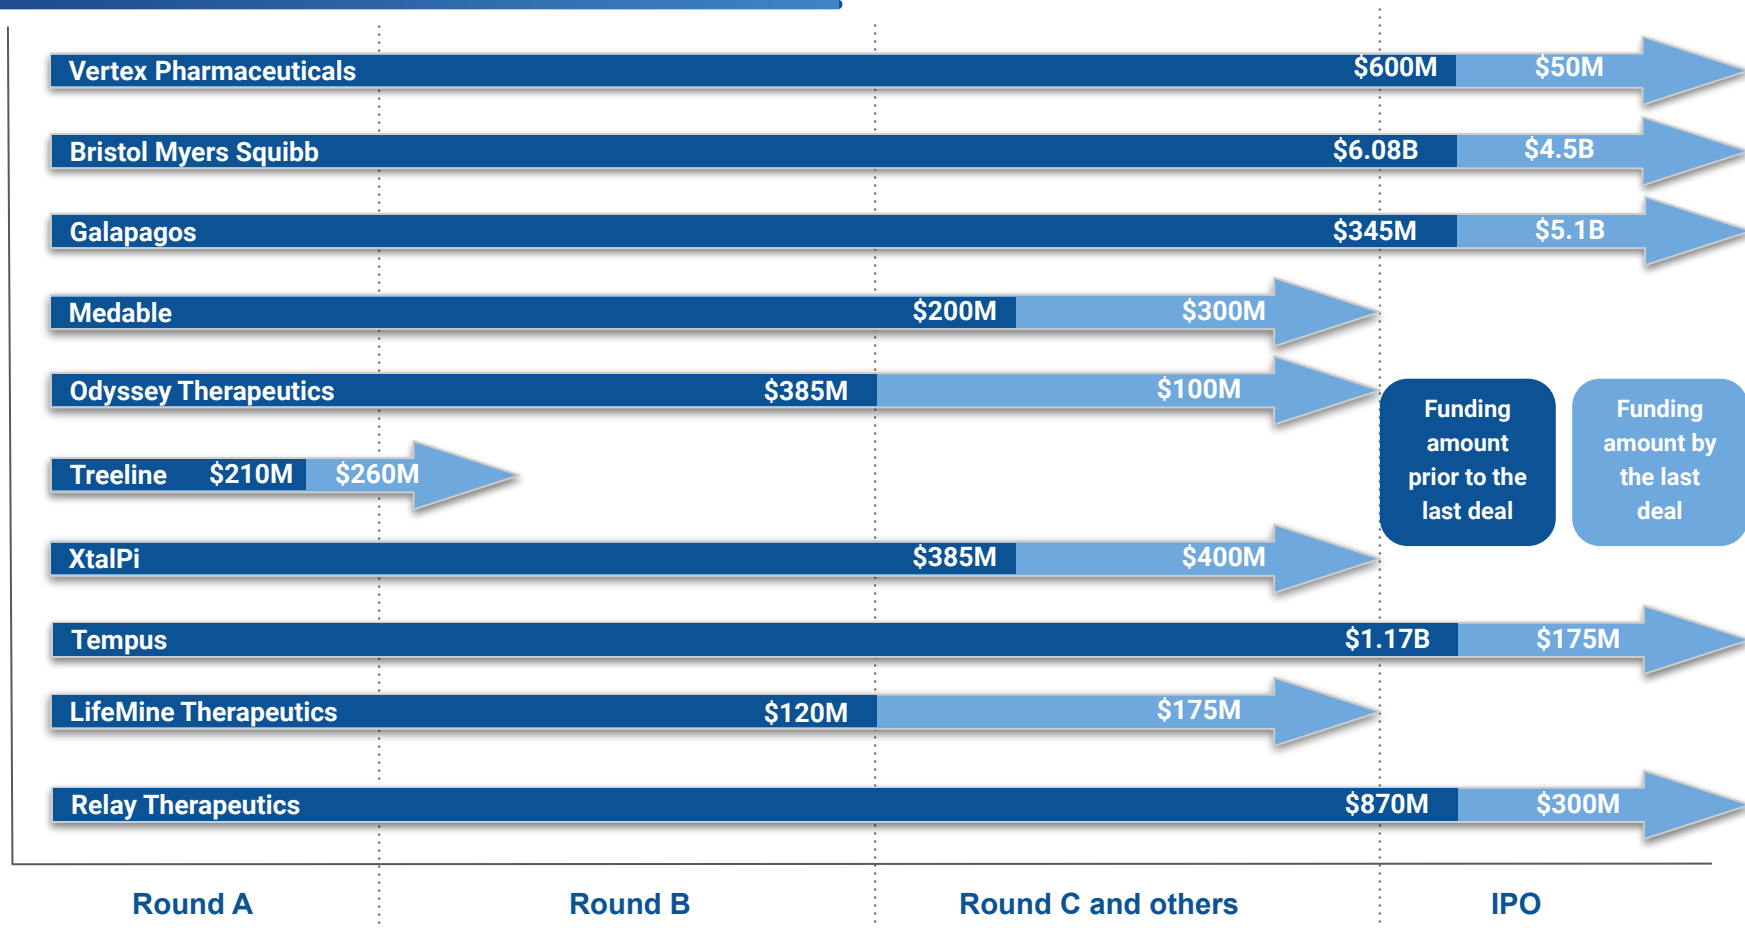 Vertex Pharmaceuticals $600M $50M
Bristol Myers Squibb $6.08B $4.5B
Galapagos $345M $5.1B
Medable $200M $300M
Odyssey Therapeutics $385M $100M
Funding
amount
prior to the
last deal
Funding
amount by
the last
deal
Treeline $210M $260M
XtalPi $385M $400M
Tempus $1.17B $175M
LifeMine Therapeutics $120M $175M
Relay Therapeutics $870M $300M
Round A Round B Round C and others IPO